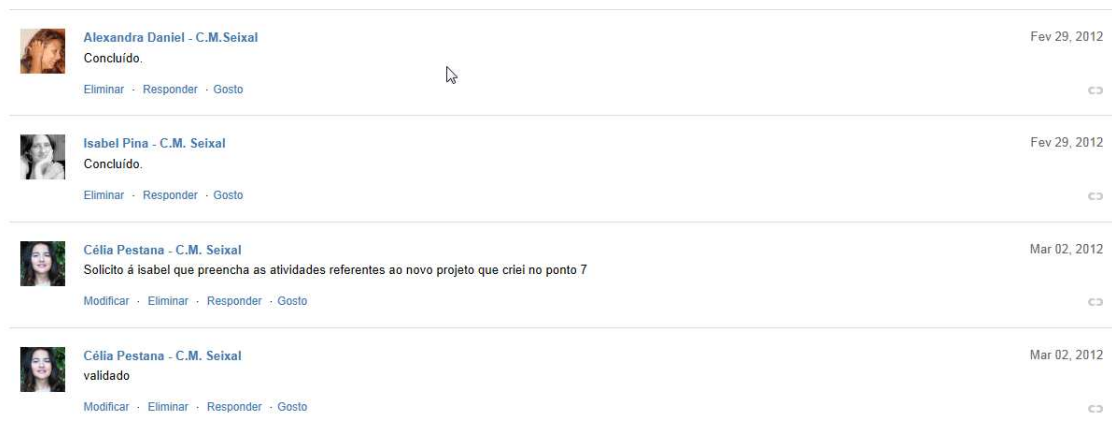 Alexandra Daniel - C.M.Seixal Fev 29, 2012
Concluído.
Eliminar · Responder · Gosto
Isabel Pina - C.M. Seixal Fev 29, 2012
Concluído.
Eliminar · Responder · Gosto
Célia Pestana - C.M. Seixal Mar 02, 2012
Solicito á isabel que preencha as atividades referentes ao novo projeto que criei no ponto 7
Modificar · Eliminar · Responder · Gosto
Célia Pestana - C.M. Seixal Mar 02, 2012
validado
Modificar · Eliminar · Responder · Gosto